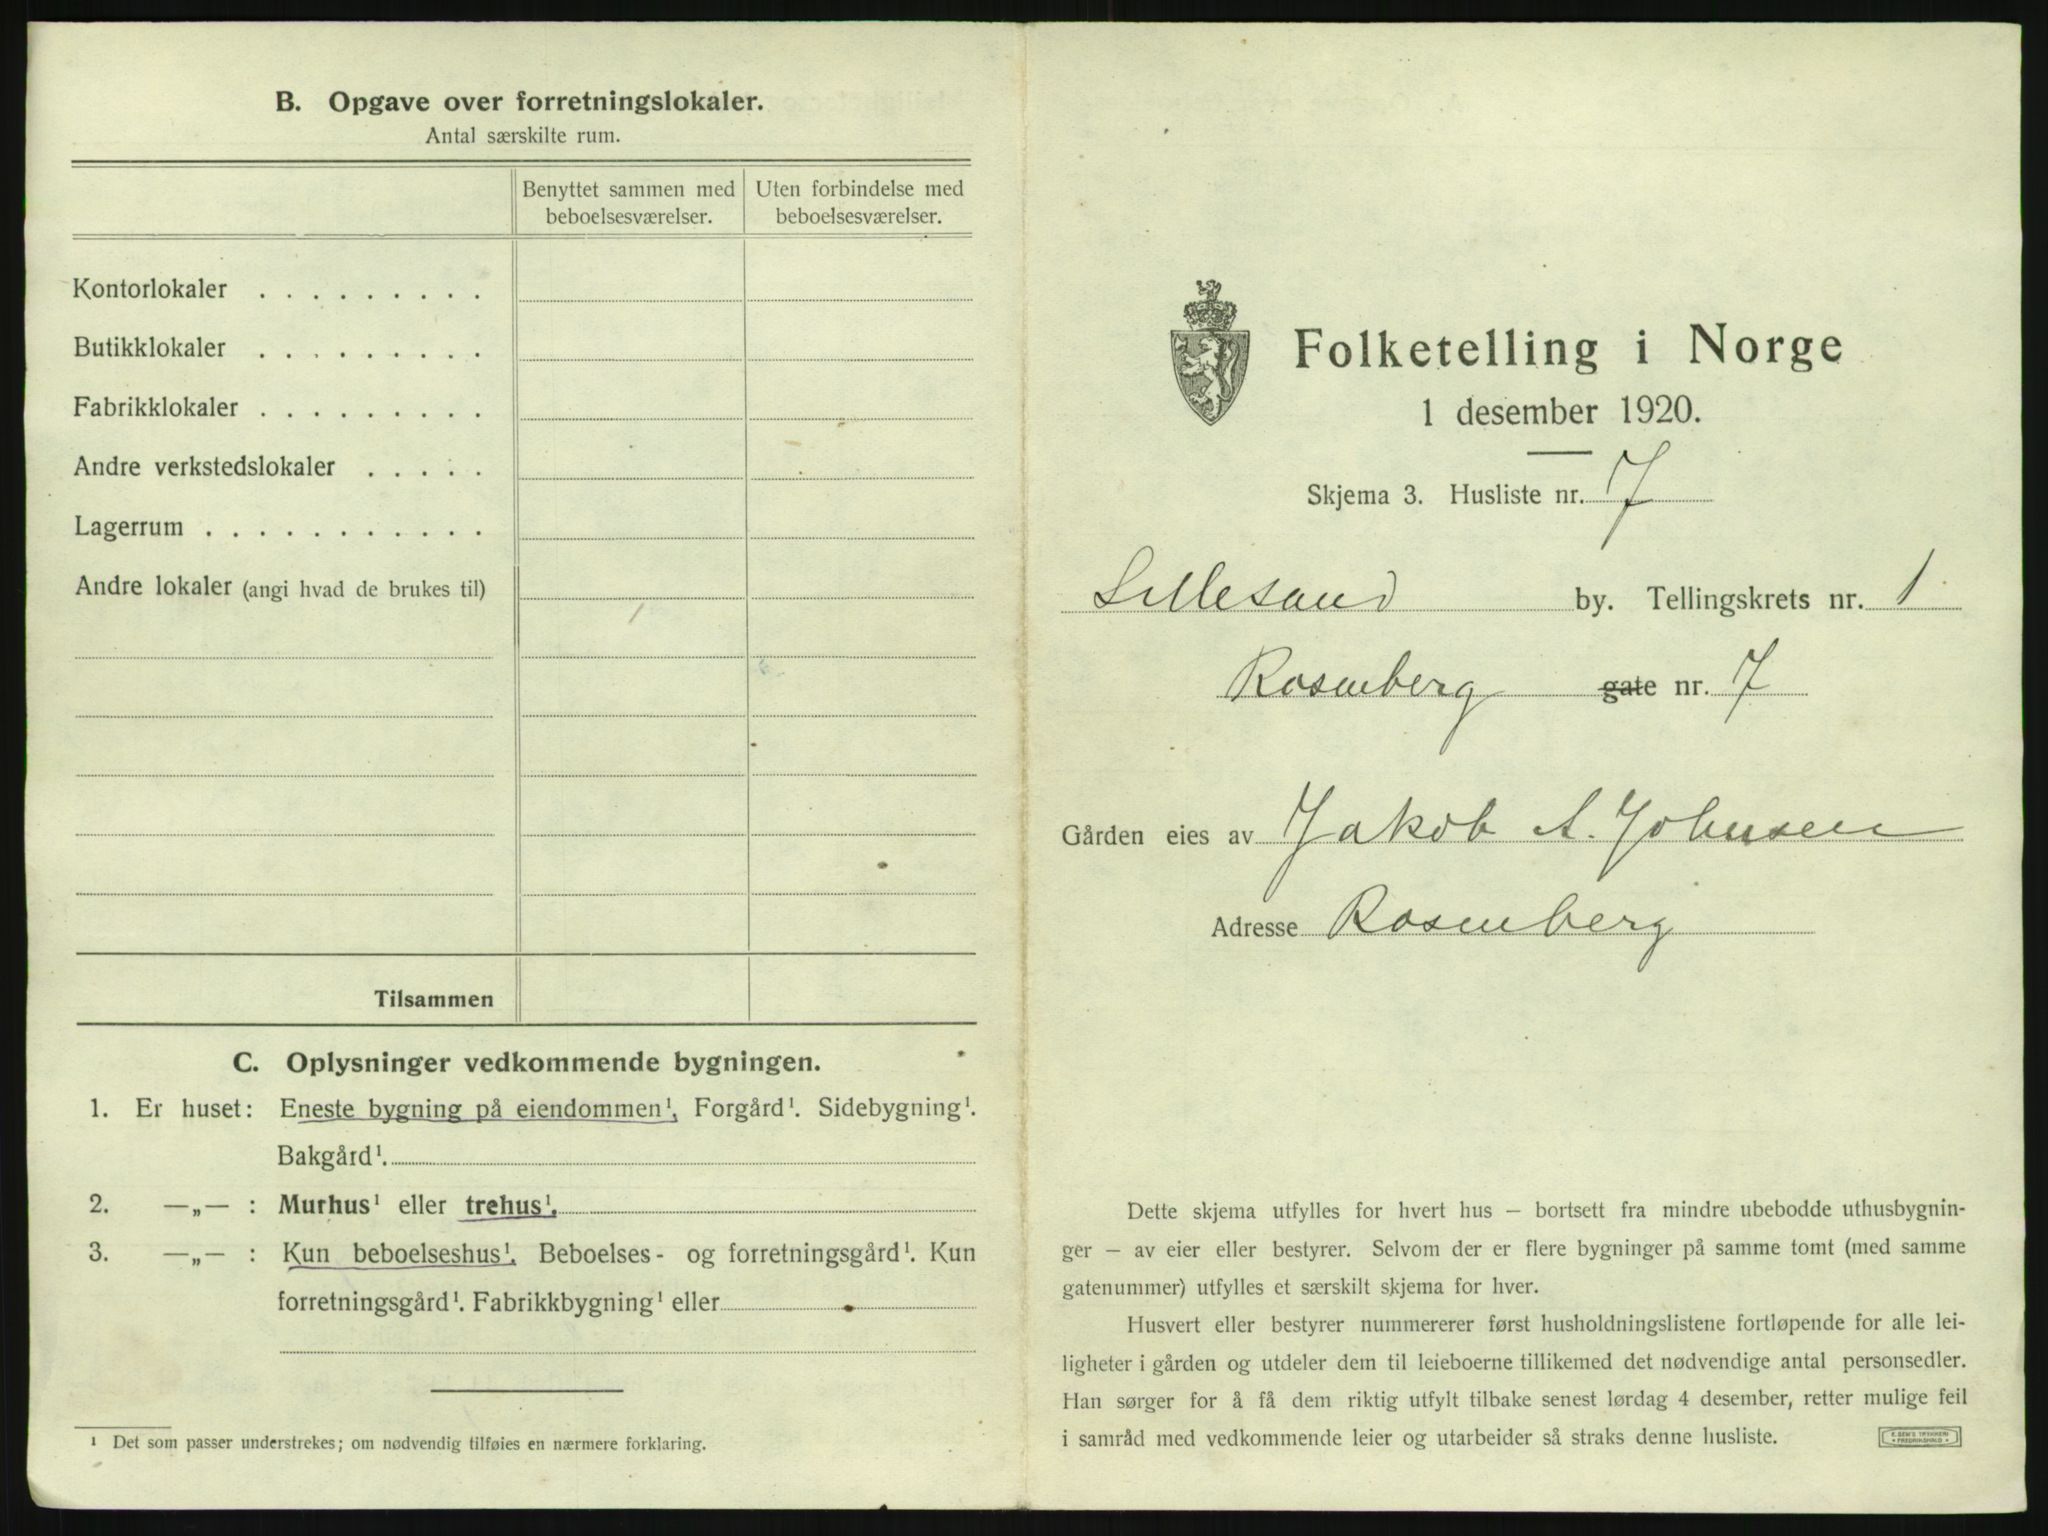 B. Opgave over forretningslokaler.
Antal særskilte rum.
Benyttet sammen med beboelsesværelser.
Uten forbindelse med beboelsesværelser.
Kontorlokaler . . . . . . . . .
Butikklokaler . . . . . . . . .
Fabrikklokaler . . . . . . . . .
Andre verkstedslokaler . . . . .
Lagerrum . . . . . . . . . . .
Andre lokaler (angi hvad de brukes til)
Tilsammen
C. Oplysninger vedkommende bygningen.
1. Er huset: Eneste bygning på eiendommen¹, Forgård¹. Sidebygning¹.
Bakgård¹.
2. —„— : Murhus¹ eller trehus¹.
3. —„— : Kun beboelseshus¹. Beboelses- og forretningsgård¹. Kun
forretningsgård¹. Fabrikkbygning¹ eller
¹ Det som passer understrekes; om nødvendig tilføies en nærmere forklaring.
Folketelling i Norge
1 desember 1920.
Skjema 3. Husliste nr. 7
Lillesand by. Tellingskrets nr. 1
Rosenberg gate nr. 7
Gården eies av Jakob A. Johnsen
Adresse Rosenberg
Dette skjema utfylles for hvert hus – bortsett fra mindre ubebodde uthusbygnin-
ger – av eier eller bestyrer. Selvom der er flere bygninger på samme tomt (med samme
gatenummer) utfylles et særskilt skjema for hver.
Husvert eller bestyrer nummererer først husholdningslistene fortløpende for alle lei-
ligheter i gården og utdeler dem til leieboerne tillikemed det nødvendige antal personsedler.
Han sørger for å få dem riktig utfylt tilbake senest lørdag 4 desember, retter mulige feil
i samråd med vedkommende leier og utarbeider så straks denne husliste.
E. SEM'S TRYKKERI
• FREDRIKSHALD •